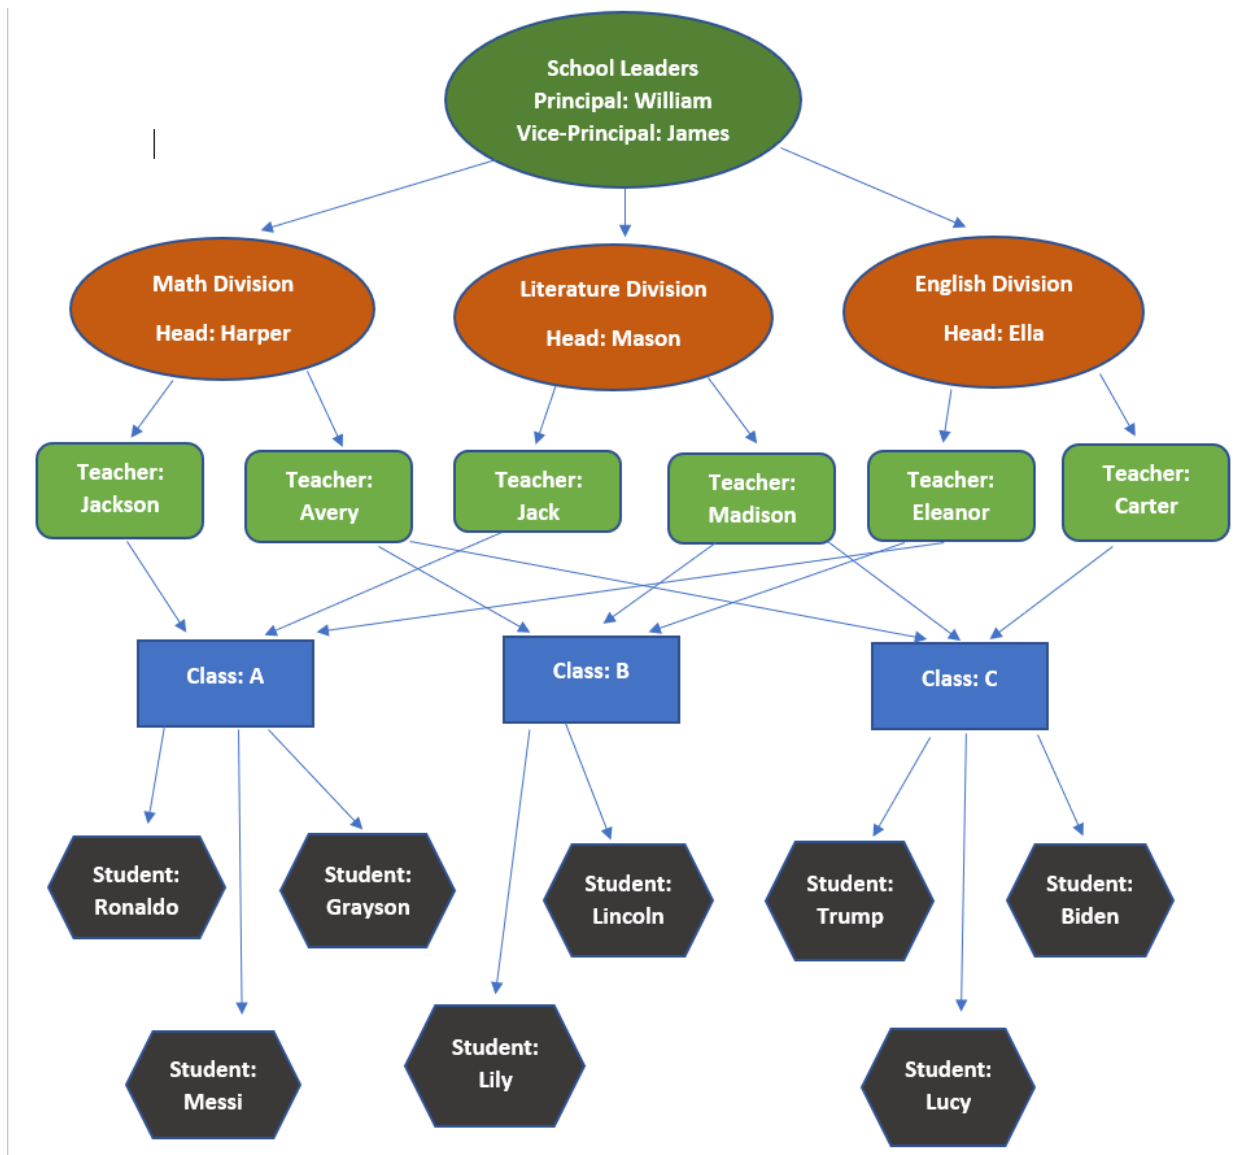 School Leaders
Principal: William
Vice-Principal: James
Math Division
Head: Harper
Literature Division
Head: Mason
English Division
Head: Ella
Teacher:
Jackson
Teacher:
Avery
Teacher:
Jack
Teacher:
Madison
Teacher:
Eleanor
Teacher:
Carter
Class: A
Class: B
Class: C
Student:
Ronaldo
Student:
Grayson
Student:
Lincoln
Student:
Trump
Student:
Biden
Student:
Messi
Student:
Lily
Student:
Lucy